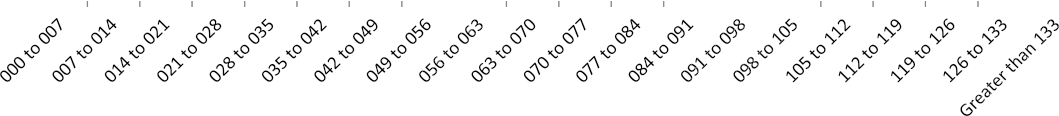 000 to 007
007 to 014
014 to 021
021 to 028
028 to 035
035 to 042
042 to 049
049 to 056
056 to 063
063 to 070
070 to 077
077 to 084
084 to 091
091 to 098
098 to 105
105 to 112
112 to 119
119 to 126
126 to 133
Greater than 133